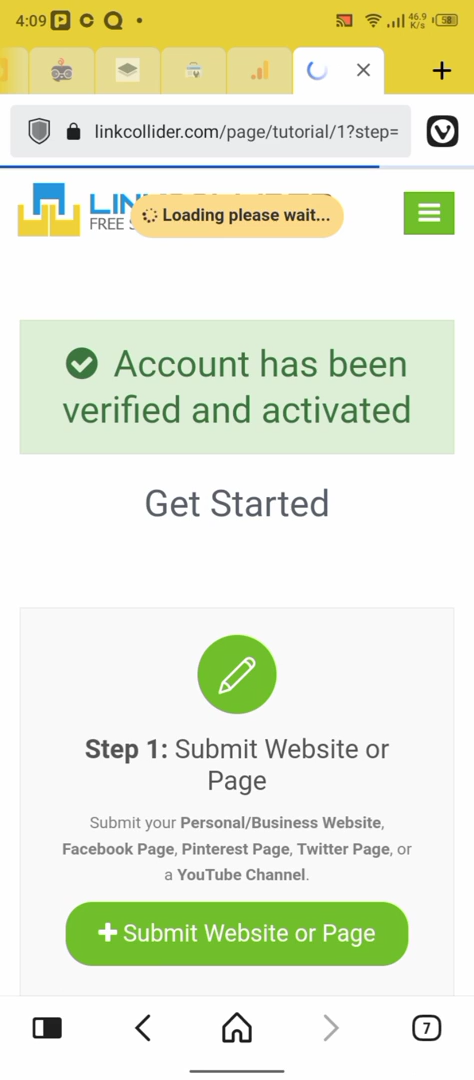 4:09
46.9
K/s
58
linkcollider.com/page/tutorial/1?step=
LIN
FREE S
Loading please wait...
Account has been
verified and activated
Get Started
Step 1: Submit Website or
Page
Submit your Personal/Business Website,
Facebook Page, Pinterest Page, Twitter Page, or
a YouTube Channel.
Submit Website or Page
7